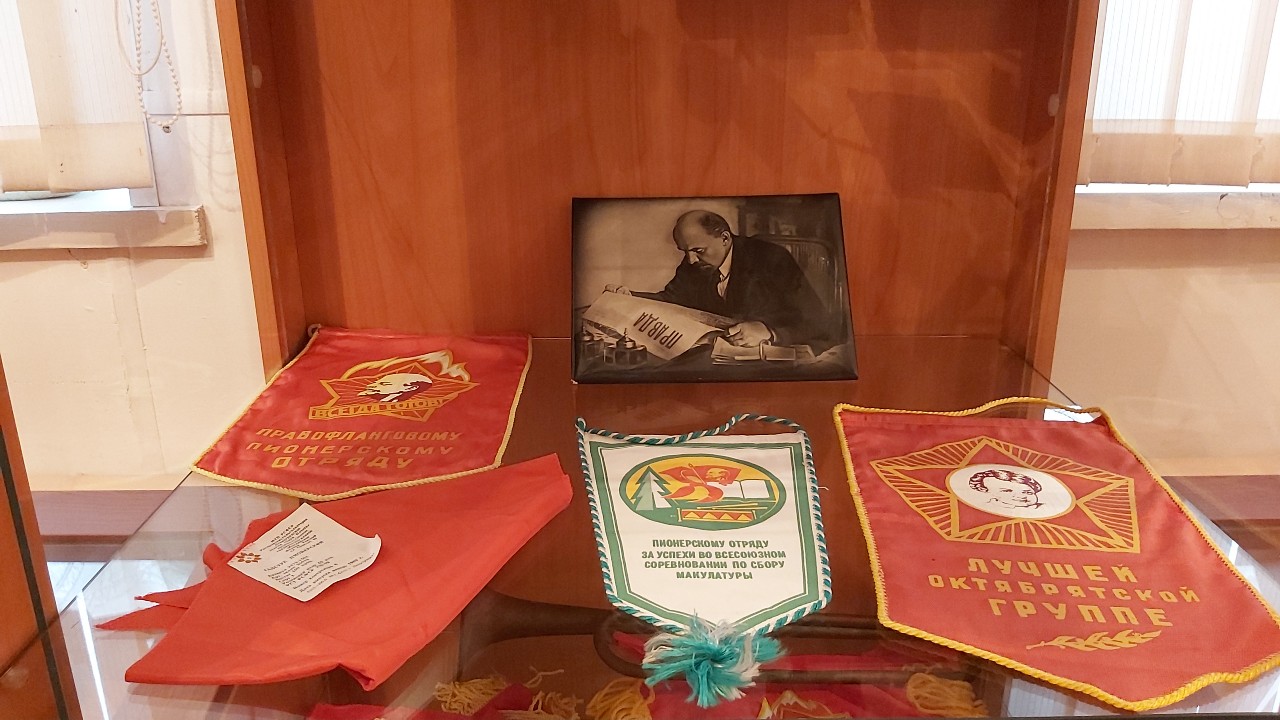 ПРАВДА
ВСЕГДА ГОТОВ!
ПРАВОФЛАНГОВОМУ
ПИОНЕРСКОМУ
ОТРЯДУ
ПИОНЕРСКОМУ ОТРЯДУ
ЗА УСПЕХИ ВО ВСЕСОЮЗНОМ
СОРЕВНОВАНИИ ПО СБОРУ
МАКУЛАТУРЫ
ЛУЧШЕЙ
ОКТЯБРЯТСКОЙ
ГРУППЕ